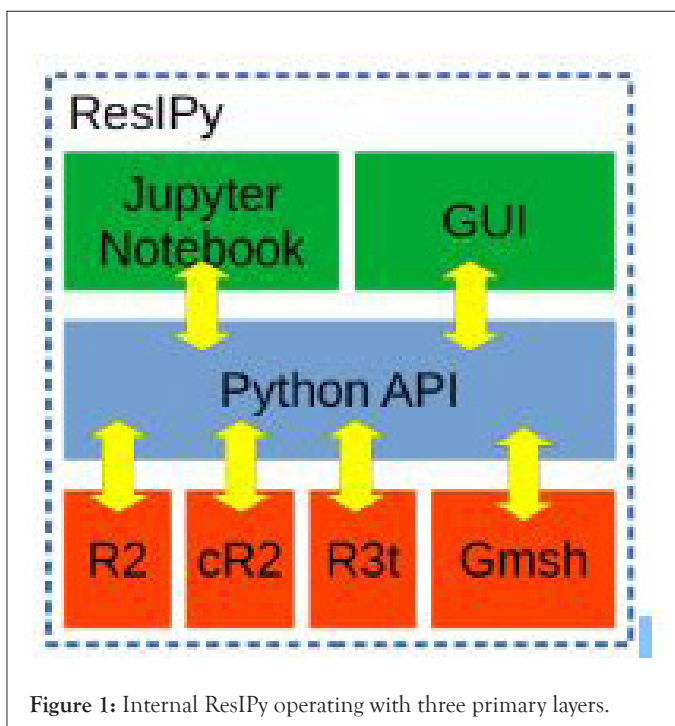 ResIPy
Jupyter
Notebook
GUI
Python API
R2
cR2
R3t
Gmsh
Figure 1: Internal ResIPy operating with three primary layers.